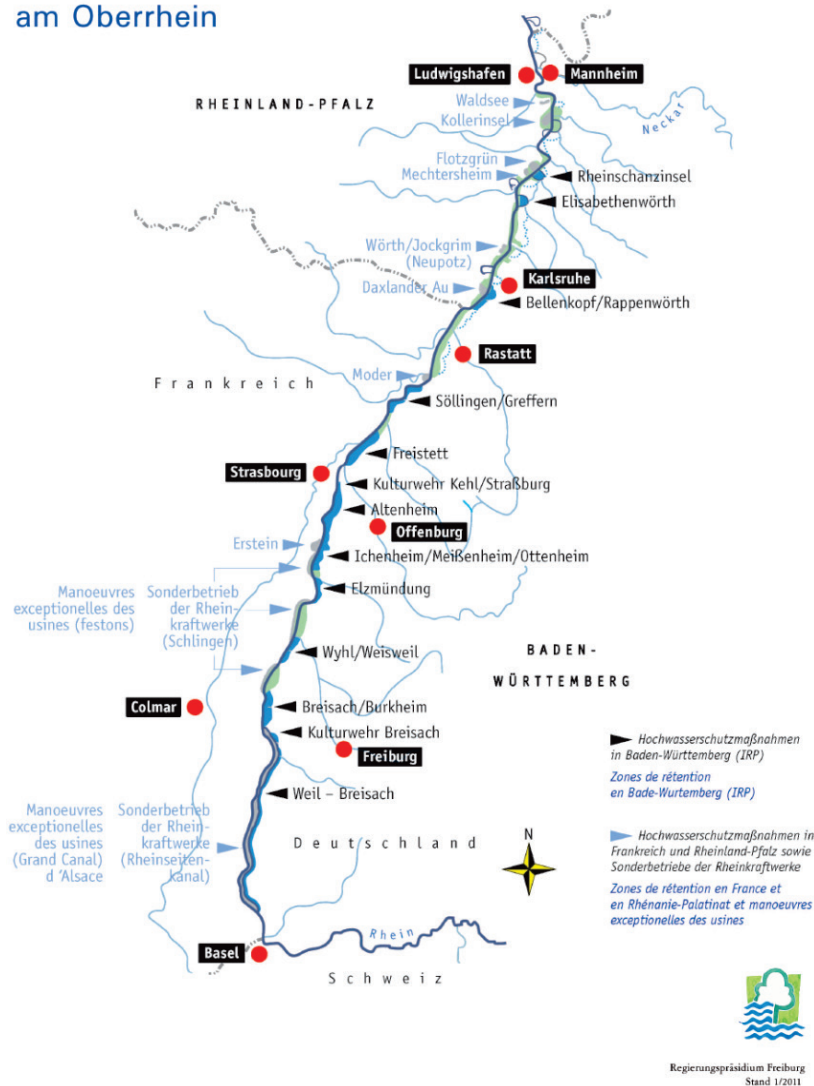 am Oberrhein
Ludwigshafen
Mannheim
RHEINLAND-PFALZ
Waldsee
Kollerinsel
Neckar
Flotzgrün
Mechtersheim
Rheinschanzinsel
Elisabethenwörth
Wörth/Jockgrim
(Neupotz)
Karlsruhe
Daxlander Au
Bellenkopf/Rappenwörth
Rastatt
Moder
Frankreich
Söllingen/Greffern
Freistett
Strasbourg
Kulturwehr Kehl/Straßburg
Altenheim
Offenburg
Erstein
Ichenheim/Meißenheim/Ottenheim
Elzmündung
Manoeuvres
exceptionelles des
usines (festons)
Sonderbetrieb
der Rhein-
kraftwerke
(Schlingen)
Wyhl/Weisweil
BADEN-
WÜRTTEMBERG
Colmar
Breisach/Burkheim
Kulturwehr Breisach
Freiburg
Weil – Breisach
Manoeuvres
exceptionelles
des usines
(Grand Canal)
d 'Alsace
Sonderbetrieb
der Rhein-
kraftwerke
(Rheinseiten-
kanal)
Deutschland
N
Basel
Rhein
Schweiz
Hochwasserschutzmaßnahmen
in Baden-Württemberg (IRP)
Zones de rétention
en Bade-Wurtemberg (IRP)
Hochwasserschutzmaßnahmen in
Frankreich und Rheinland-Pfalz sowie
Sonderbetriebe der Rheinkraftwerke
Zones de rétention en France et
en Rhénanie-Palatinat et manoeuvres
exceptionelles des usines
Regierungspräsidium Freiburg
Stand 1/2011